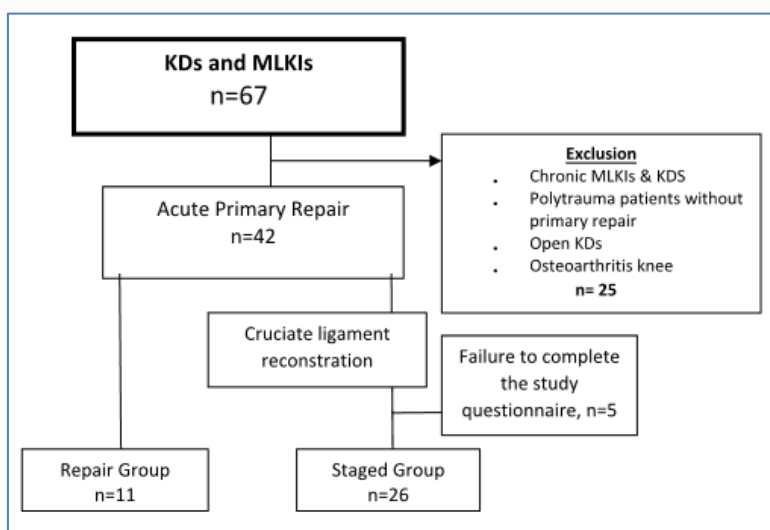 KDs and MLKIs
n=67
Exclusion
. Chronic MLKIs & KDS
. Polytrauma patients without
primary repair
. Open KDs
. Osteoarthritis knee
n= 25
Acute Primary Repair
n=42
Cruciate ligament
reconstration
Failure to complete
the study
questionnaire, n=5
Repair Group
n=11
Staged Group
n=26